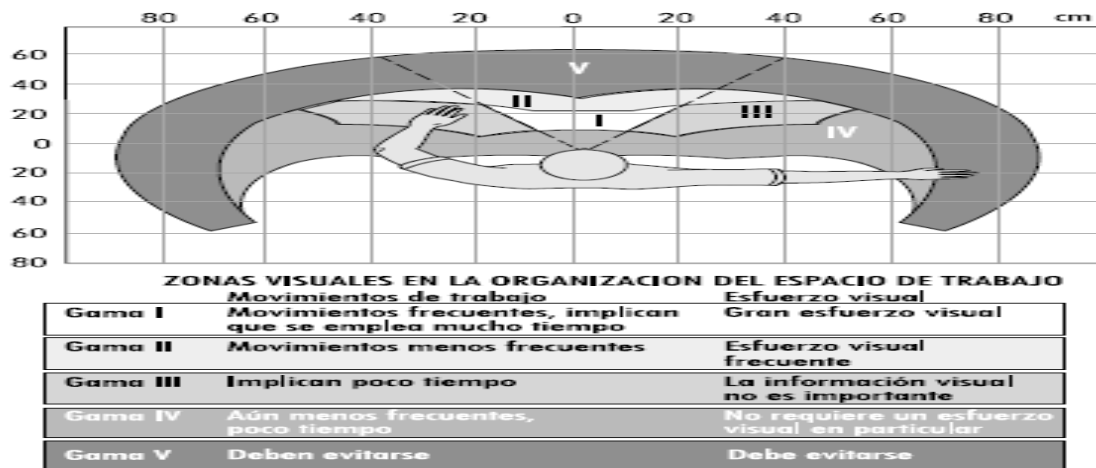 80 60 40 20 0 20 40 60 80 cm
60
40
20
0
20
40
60
80
V
II
I
III
IV
ZONAS VISUALES EN LA ORGANIZACION DEL ESPACIO DE TRABAJO
Movimientos de trabajo Esfuerzo visual
Gama I Movimientos frecuentes, implican Gran esfuerzo visual
que se emplea mucho tiempo
Gama II Movimientos menos frecuentes Esfuerzo visual
frecuente
Gama III Implican poco tiempo La información visual
no es importante
Gama IV Aún menos frecuentes, No requiere un esfuerzo
poco tiempo visual en particular
Gama V Deben evitarse Debe evitarse